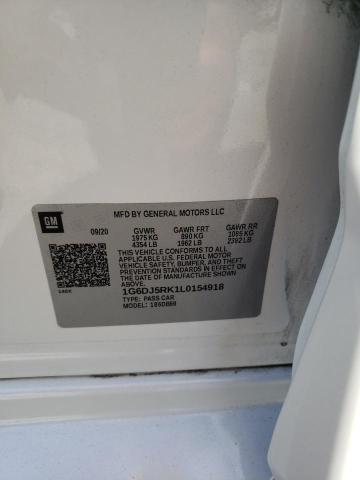 GM
MFD BY GENERAL MOTORS LLC
09/20 GVWR GAWR FRT GAWR RR
1975 KG 890 KG 1085 KG
4354 LB 1962 LB 2392 LB
THIS VEHICLE CONFORMS TO ALL
APPLICABLE U.S. FEDERAL MOTOR
VEHICLE SAFETY, BUMPER, AND THEFT
PREVENTION STANDARDS IN EFFECT ON
THE DATE OF MANUFACTURE SHOWN
ABOVE.
1G6DJ5RK1L0154918
TYPE: PASS CAR